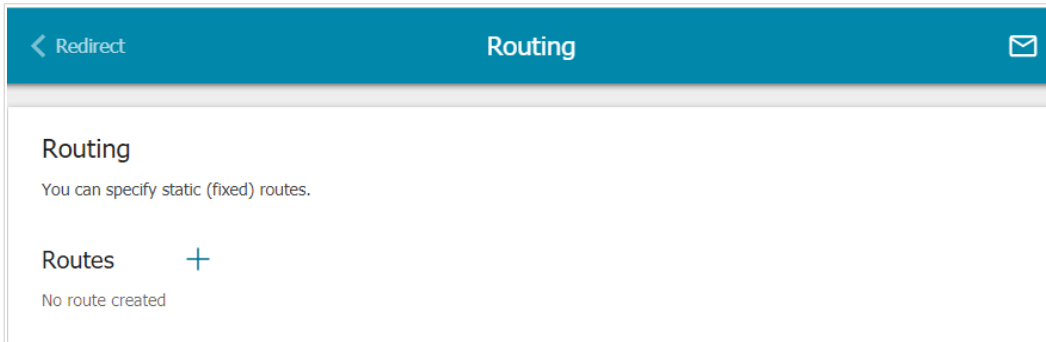 Redirect
Routing
Routing
You can specify static (fixed) routes.
Routes
No route created